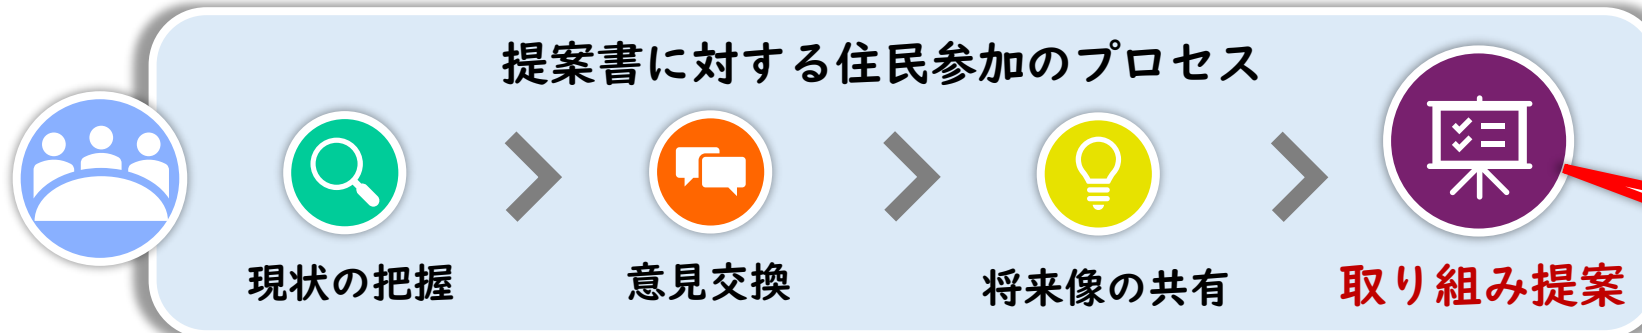 提案書に対する住民参加のプロセス
現状の把握
意見交換
将来像の共有
取り組み提案